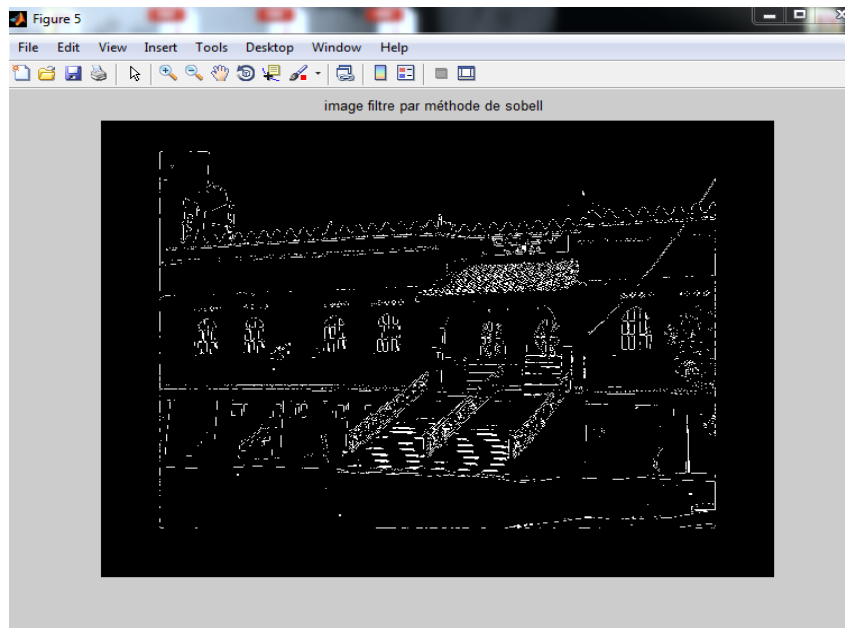 Figure 5
File Edit View Insert Tools Desktop Window Help
image filtre par méthode de sobell